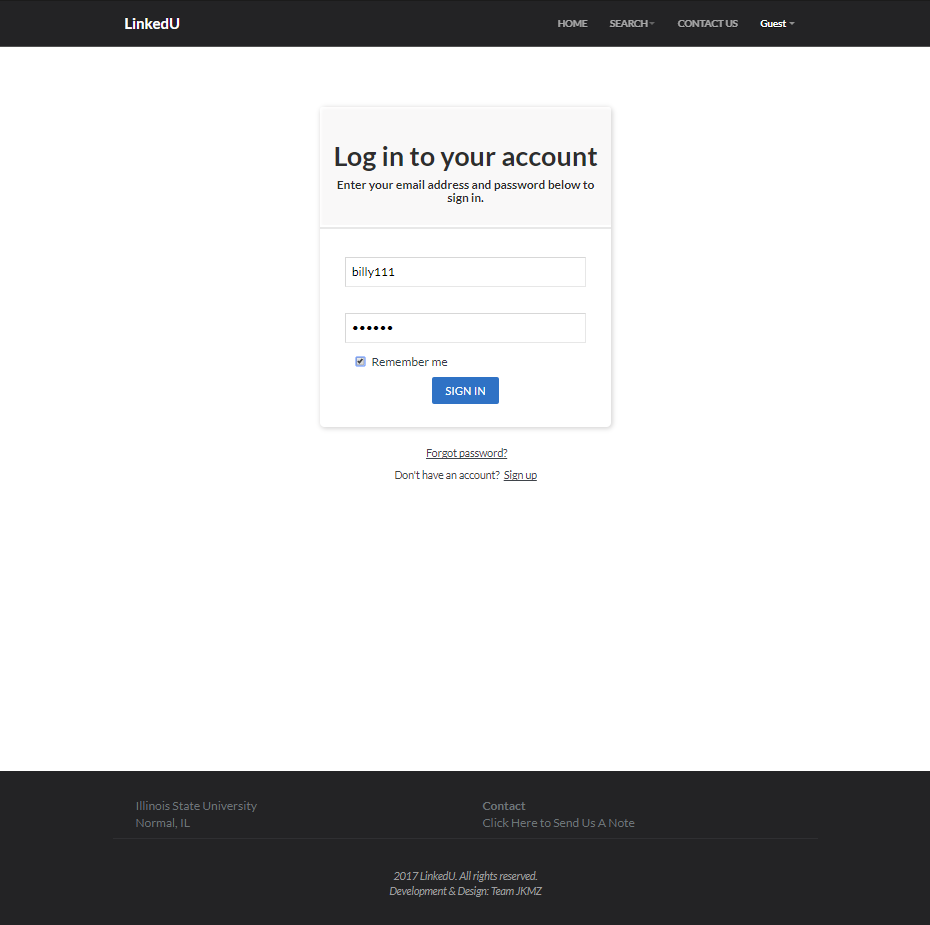 LinkedU HOME SEARCH CONTACT US Guest
Log in to your account
Enter your email address and password below to
sign in.
billy111
••••••
Remember me
SIGN IN
Forgot password?
Don't have an account? Sign up
Illinois State University
Normal, IL
Contact
Click Here to Send Us A Note
2017 LinkedU. All rights reserved.
Development & Design: Team JKMZ